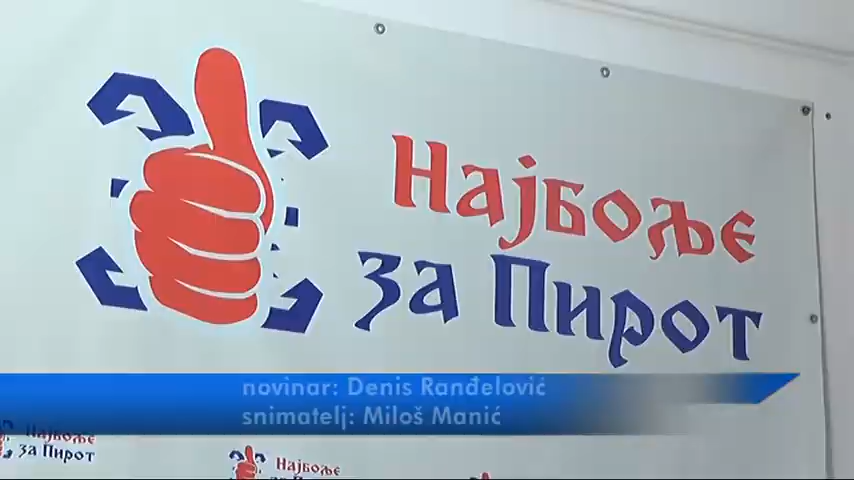 Најбоље
за Пирот
novinar: Denis Ranđelović
snimatelj: Miloš Manić
Најбоље
за Пирот
Најбоље